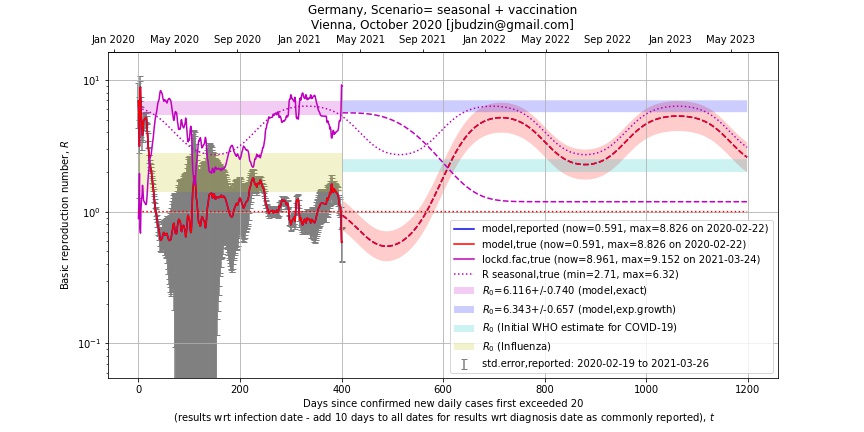 Germany, Scenario= seasonal + vaccination
Vienna, October 2020 [jbudzin@gmail.com]
Jan 2020 May 2020 Sep 2020 Jan 2021 May 2021 Sep 2021 Jan 2022 May 2022 Sep 2022 Jan 2023 May 2023
Basic reproduction number, R
10¹
10⁰
10⁻¹
model,reported (now=0.591, max=8.826 on 2020-02-22)
model,true (now=0.591, max=8.826 on 2020-02-22)
lockd.fac,true (now=8.961, max=9.152 on 2021-03-24)
R seasonal,true (min=2.71, max=6.32)
R₀=6.116+/-0.740 (model,exact)
R₀=6.343+/-0.657 (model,exp.growth)
R₀ (Initial WHO estimate for COVID-19)
R₀ (Influenza)
std.error,reported: 2020-02-19 to 2021-03-26
0 200 400 600 800 1000 1200
Days since confirmed new daily cases first exceeded 20
(results wrt infection date - add 10 days to all dates for results wrt diagnosis date as commonly reported), t